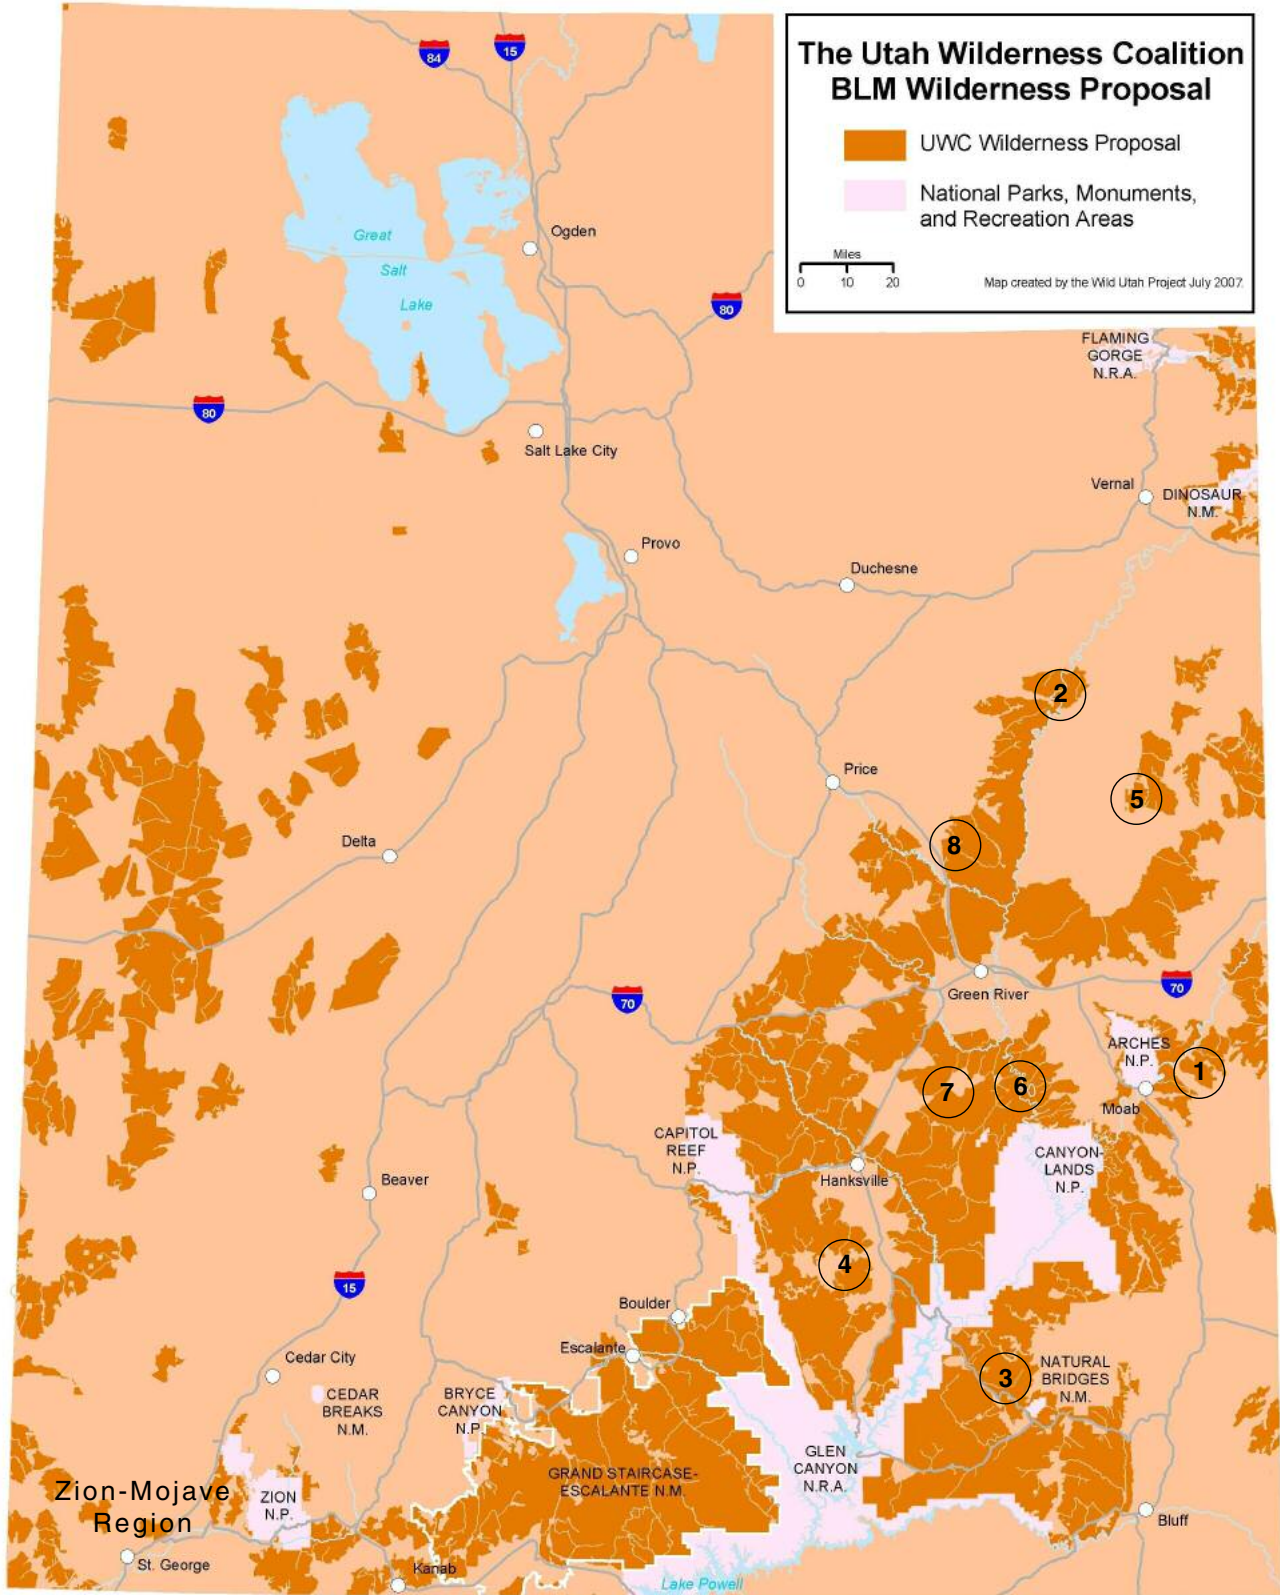 The Utah Wilderness Coalition
BLM Wilderness Proposal
UWC Wilderness Proposal
National Parks, Monuments,
and Recreation Areas
Miles
0 10 20
Map created by the Wild Utah Project July 2007.
84
15
Great
Salt
Lake
Ogden
80
FLAMING
GORGE
N.R.A.
80
Salt Lake City
Vernal
DINOSAUR
N.M.
Provo
Duchesne
2
Price
5
Delta
8
70
Green River
70
ARCHES
N.P.
1
7
6
Moab
CAPITOL
REEF
N.P.
CANYON-
LANDS
N.P.
Beaver
Hanksville
4
15
Boulder
Escalante
Cedar City
3
NATURAL
BRIDGES
N.M.
CEDAR
BREAKS
N.M.
BRYCE
CANYON
N.P.
GLEN
CANYON
N.R.A.
GRAND STAIRCASE-
ESCALANTE N.M.
Zion-Mojave
Region
ZION
N.P.
Bluff
St. George
Kanab
Lake Powell